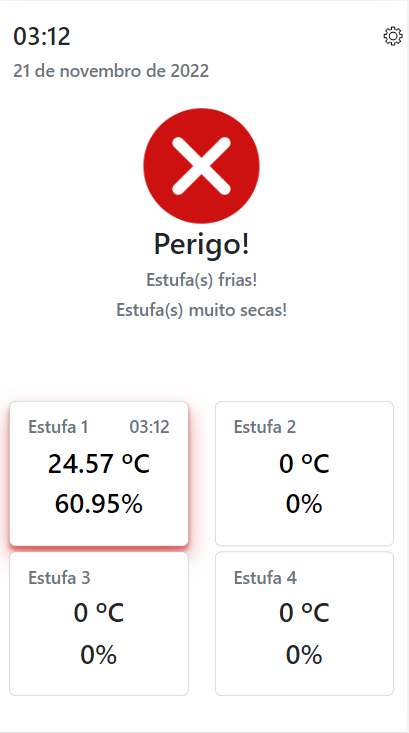 03:12
21 de novembro de 2022
Perigo!
Estufa(s) frias!
Estufa(s) muito secas!
Estufa 1 03:12
24.57 ºC
60.95%
Estufa 2
0 ºC
0%
Estufa 3
0 ºC
0%
Estufa 4
0 ºC
0%